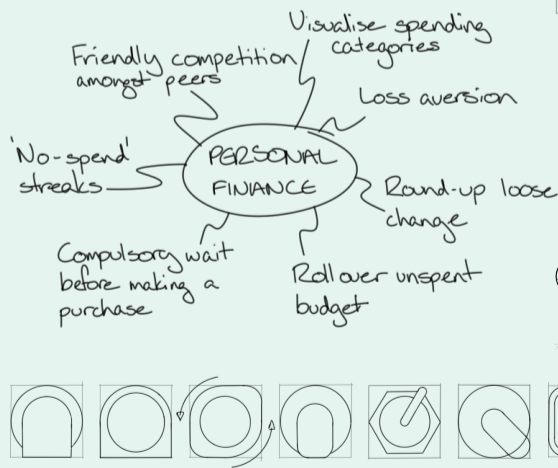 Visualise spending
categories
Friendly competition
amongst peers
Loss aversion
'No-spend'
streaks
PERSONAL
FINANCE
Round-up loose
change
Compulsory wait
before making a
purchase
Roll over unspent
budget